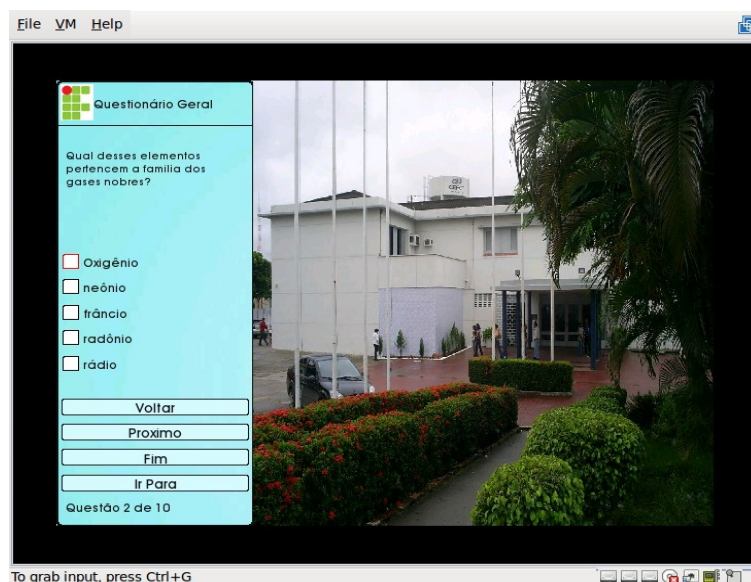 File VM Help
Questionário Geral
Qual desses elementos
pertencem a familia dos
gases nobres?
Oxigênio
neônio
frâncio
radônio
rádio
Voltar
Proximo
Fim
Ir Para
Questão 2 de 10
To grab input, press Ctrl+G